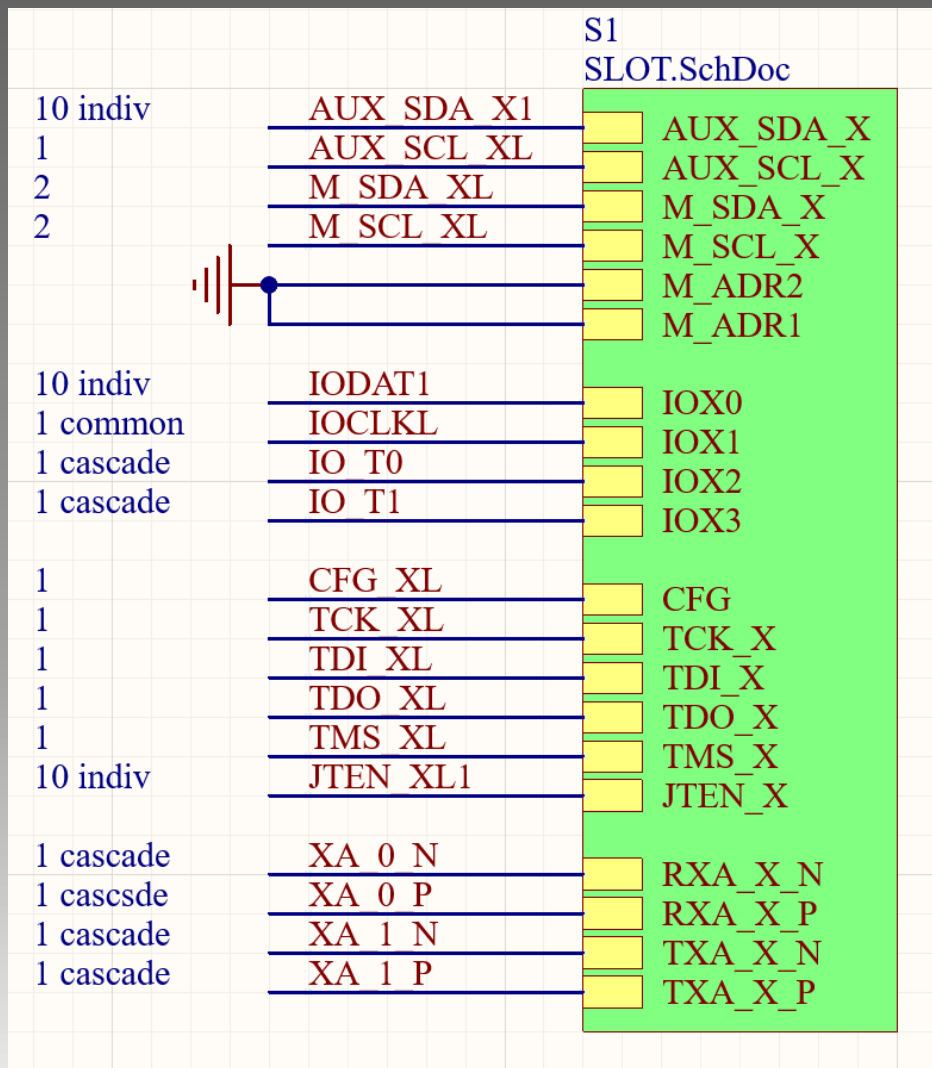 S1
SLOT.SchDoc
10 indiv AUX_SDA_X1 AUX_SDA_X
1 AUX_SCL_XL AUX_SCL_X
2 M_SDA_XL M_SDA_X
2 M_SCL_XL M_SCL_X
M_ADR2
M_ADR1
10 indiv IODAT1 IOX0
1 common IOCLKL IOX1
1 cascade IO_T0 IOX2
1 cascade IO_T1 IOX3
1 CFG_XL CFG
1 TCK_XL TCK_X
1 TDI_XL TDI_X
1 TDO_XL TDO_X
1 TMS_XL TMS_X
10 indiv JTEN_XL1 JTEN_X
1 cascade XA_0_N RXA_X_N
1 cascsde XA_0_P RXA_X_P
1 cascade XA_1_N TXA_X_N
1 cascade XA_1_P TXA_X_P